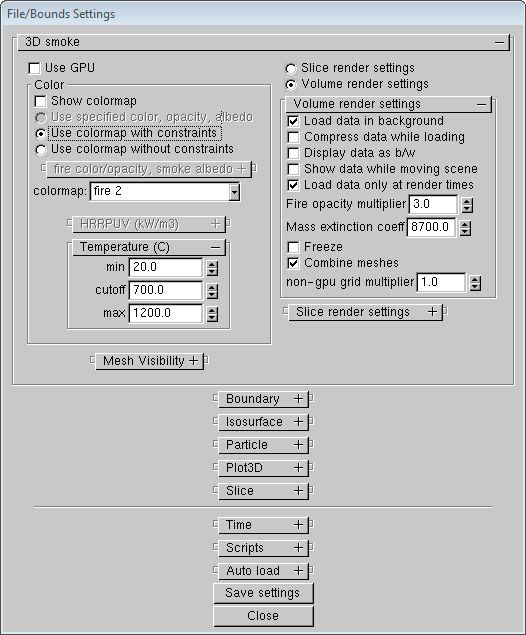 File/Bounds Settings
3D smoke
Use GPU
Color
Show colormap
Use specified color, opacity, albedo
Use colormap with constraints
Use colormap without constraints
fire color/opacity, smoke albedo +
colormap: fire 2
HRRPUV (kW/m3) +
Temperature (C)
min 20.0
cutoff 700.0
max 1200.0
Mesh Visibility +
Slice render settings
Volume render settings
Volume render settings
Load data in background
Compress data while loading
Display data as b/w
Show data while moving scene
Load data only at render times
Fire opacity multiplier 3.0
Mass extinction coeff 8700.0
Freeze
Combine meshes
non-gpu grid multiplier 1.0
Slice render settings +
Boundary +
Isosurface +
Particle +
Plot3D +
Slice +
Time +
Scripts +
Auto load +
Save settings
Close